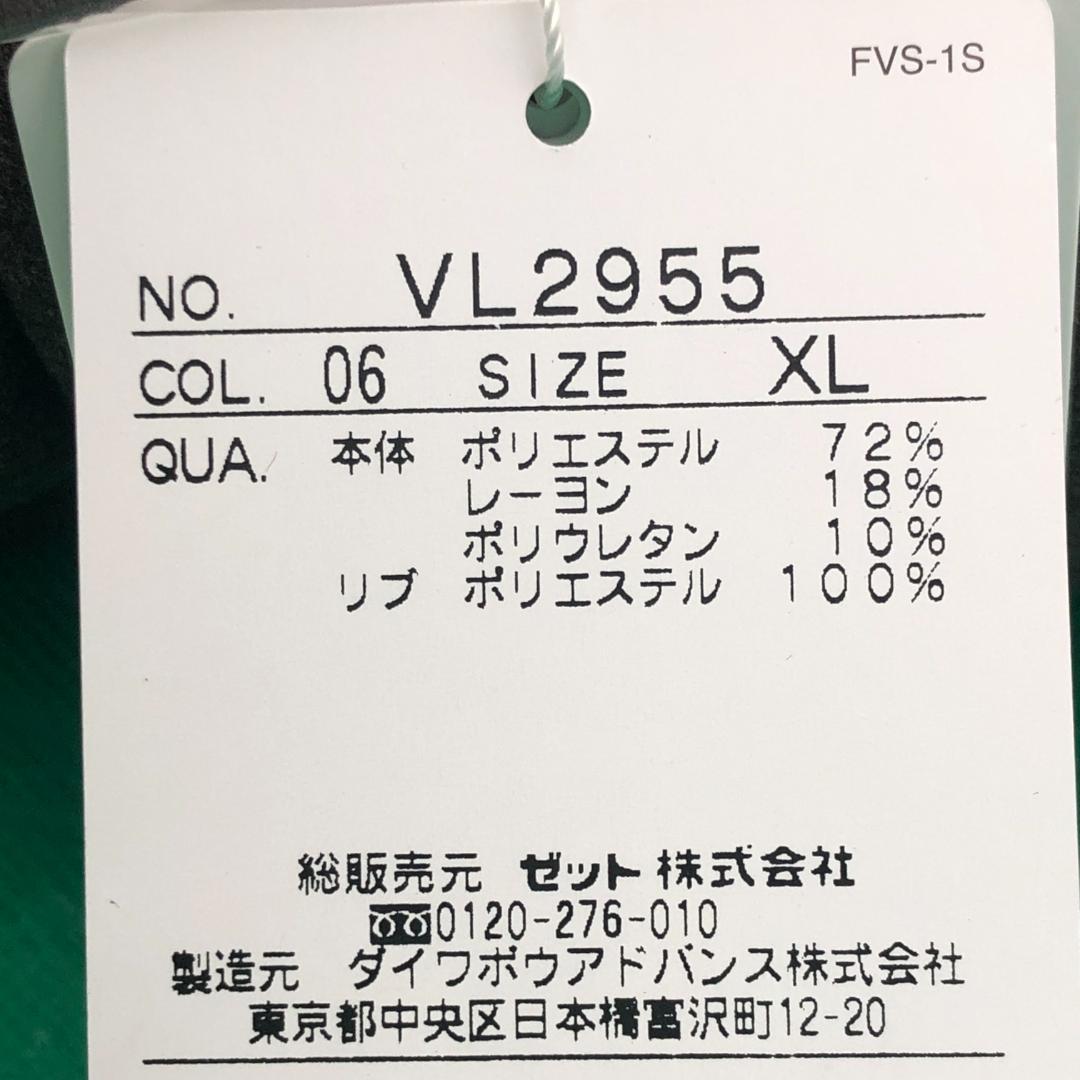 FVS-1S
NO. VL2955
COL. 06 SIZE XL
QUA. 本体 ポリエステル 72%
レーヨン 18%
ポリウレタン 10%
リブ ポリエステル 100%
総販売元 ゼット株式会社
0120-276-010
製造元 ダイワボウアドバンス株式会社
東京都中央区日本橋富沢町12-20